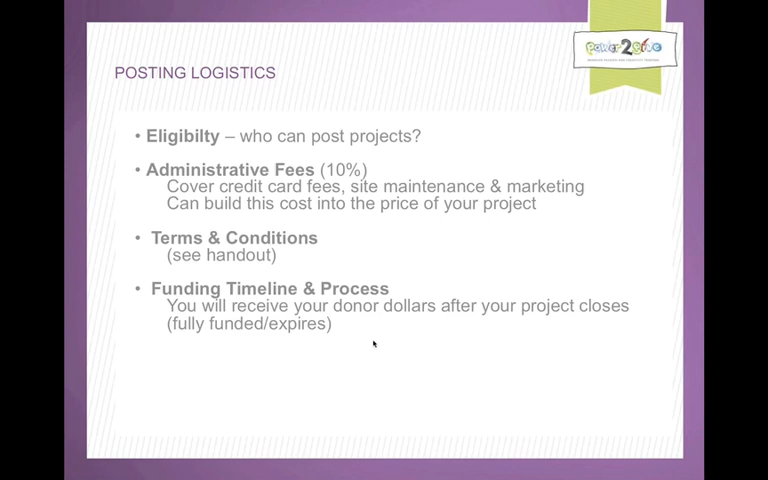 power2give
POSTING LOGISTICS
• Eligibilty – who can post projects?
• Administrative Fees (10%)
Cover credit card fees, site maintenance & marketing
Can build this cost into the price of your project
• Terms & Conditions
(see handout)
• Funding Timeline & Process
You will receive your donor dollars after your project closes
(fully funded/expires)